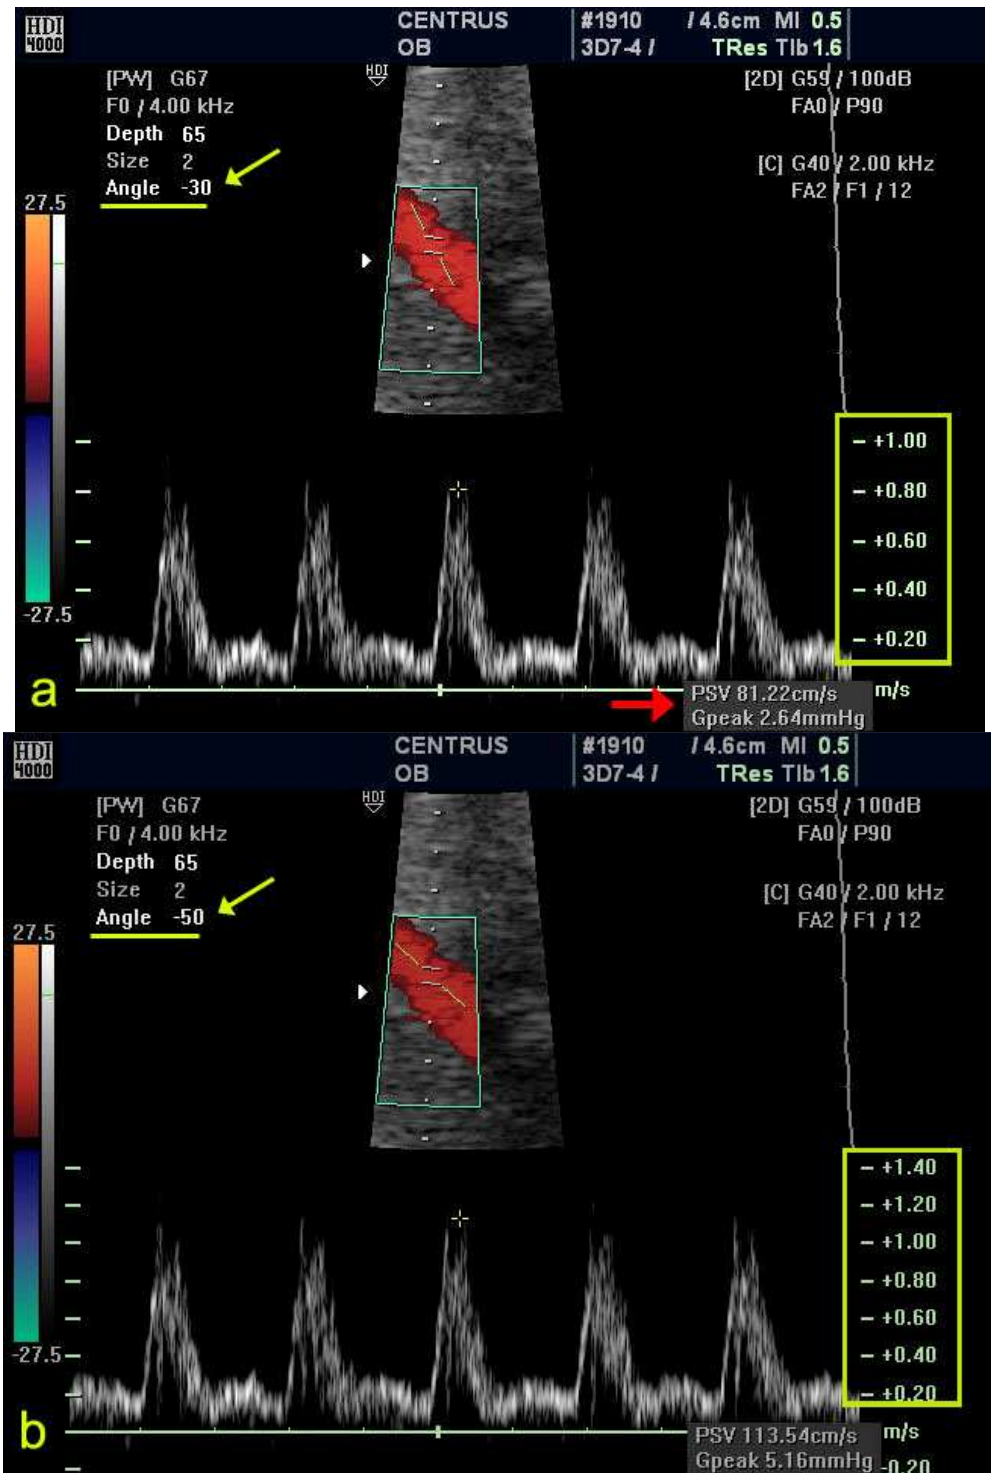 HDI 4000
CENTRUS #1910 / 4.6cm MI 0.5
OB 3D7-4 / TRes TIb 1.6
[PW] G67
F0 / 4.00 kHz
Depth 65
Size 2
Angle -30
HDI
[2D] G59 / 100dB
FA0 / P90
[C] G40 / 2.00 kHz
FA2 / F1 / 12
27.5
-27.5
+1.00
+0.80
+0.60
+0.40
+0.20
m/s
a
PSV 81.22cm/s
Gpeak 2.64mmHg
HDI 4000
CENTRUS #1910 / 4.6cm MI 0.5
OB 3D7-4 / TRes TIb 1.6
[PW] G67
F0 / 4.00 kHz
Depth 65
Size 2
Angle -50
HDI
[2D] G59 / 100dB
FA0 / P90
[C] G40 / 2.00 kHz
FA2 / F1 / 12
27.5
-27.5
+1.40
+1.20
+1.00
+0.80
+0.60
+0.40
+0.20
m/s
-0.20
b
PSV 113.54cm/s
Gpeak 5.16mmHg